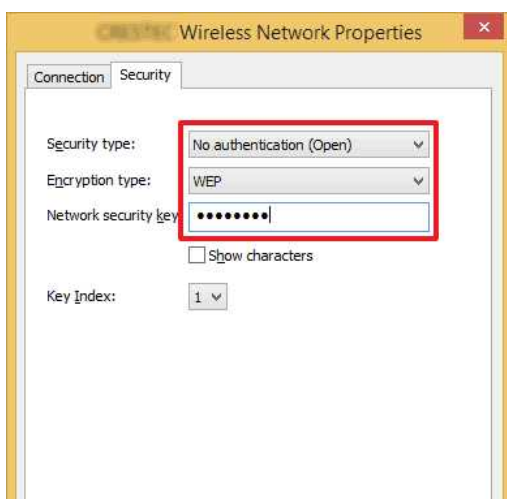 Wireless Network Properties
Connection Security
Security type: No authentication (Open)
Encryption type: WEP
Network security key ●●●●●●●●
Show characters
Key Index: 1